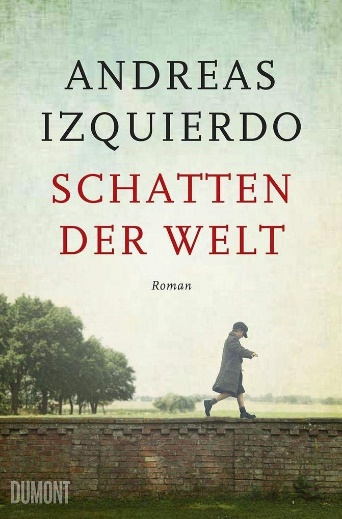 ANDREAS
IZQUIERDO
SCHATTEN
DER WELT
Roman
DUMONT